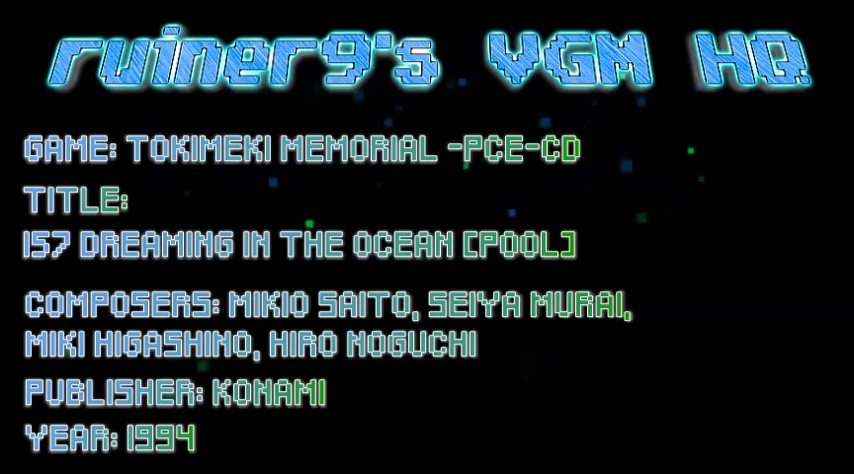 ruiner9's VGM HQ
GAME: TOKIMEKI MEMORIAL -PCE-CD
TITLE:
157 DREAMING IN THE OCEAN [POOL]
COMPOSERS: MIKIO SAITO, SEIYA MURAI,
MIKI HIGASHINO, HIRO NOGUCHI
PUBLISHER: KONAMI
YEAR: 1994